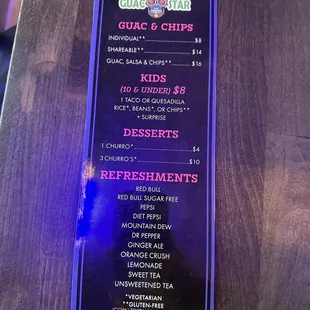 GUAC STAR
GUAC & CHIPS
INDIVIDUAL**........$8
SHAREABLE**........$14
GUAC, SALSA & CHIPS**........$16
KIDS
(10 & UNDER) $8
1 TACO OR QUESADILLA
RICE*, BEANS*, OR CHIPS**
+ SURPRISE
DESSERTS
1 CHURRO*........$4
3 CHURRO'S*........$10
REFRESHMENTS
RED BULL
RED BULL SUGAR FREE
PEPSI
DIET PEPSI
MOUNTAIN DEW
DR PEPPER
GINGER ALE
ORANGE CRUSH
LEMONADE
SWEET TEA
UNSWEETENED TEA
*VEGETARIAN
**GLUTEN-FREE